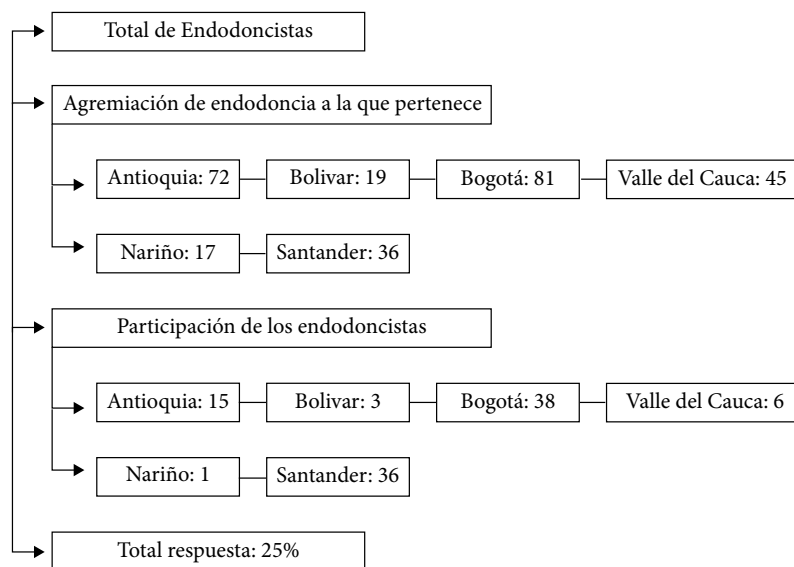 Total de Endodoncistas
Agremiación de endodoncia a la que pertenece
Antioquia: 72
Bolivar: 19
Bogotá: 81
Valle del Cauca: 45
Nariño: 17
Santander: 36
Participación de los endodoncistas
Antioquia: 15
Bolivar: 3
Bogotá: 38
Valle del Cauca: 6
Nariño: 1
Santander: 36
Total respuesta: 25%